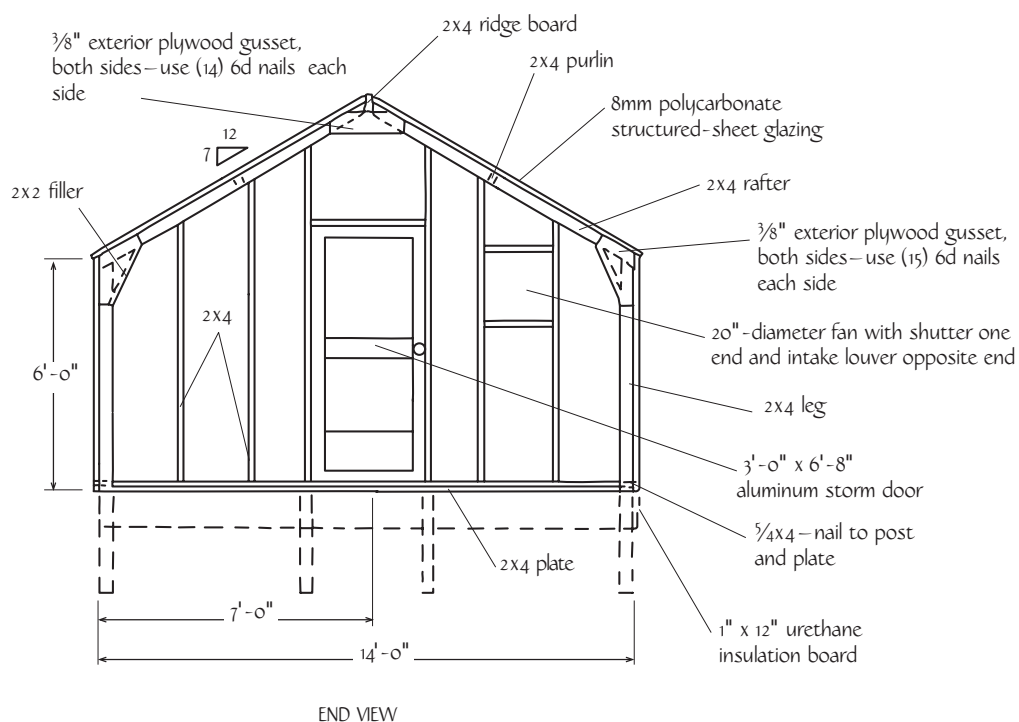 2x4 ridge board
3/8" exterior plywood gusset,
both sides—use (14) 6d nails each
side
2x4 purlin
8mm polycarbonate
structured-sheet glazing
12
7
2x2 filler
2x4 rafter
3/8" exterior plywood gusset,
both sides—use (15) 6d nails
each side
2x4
20"-diameter fan with shutter one
end and intake louver opposite end
6'-0"
2x4 leg
3'-0" x 6'-8"
aluminum storm door
5/4x4—nail to post
and plate
2x4 plate
7'-0"
1" x 12" urethane
insulation board
14'-0"
END VIEW